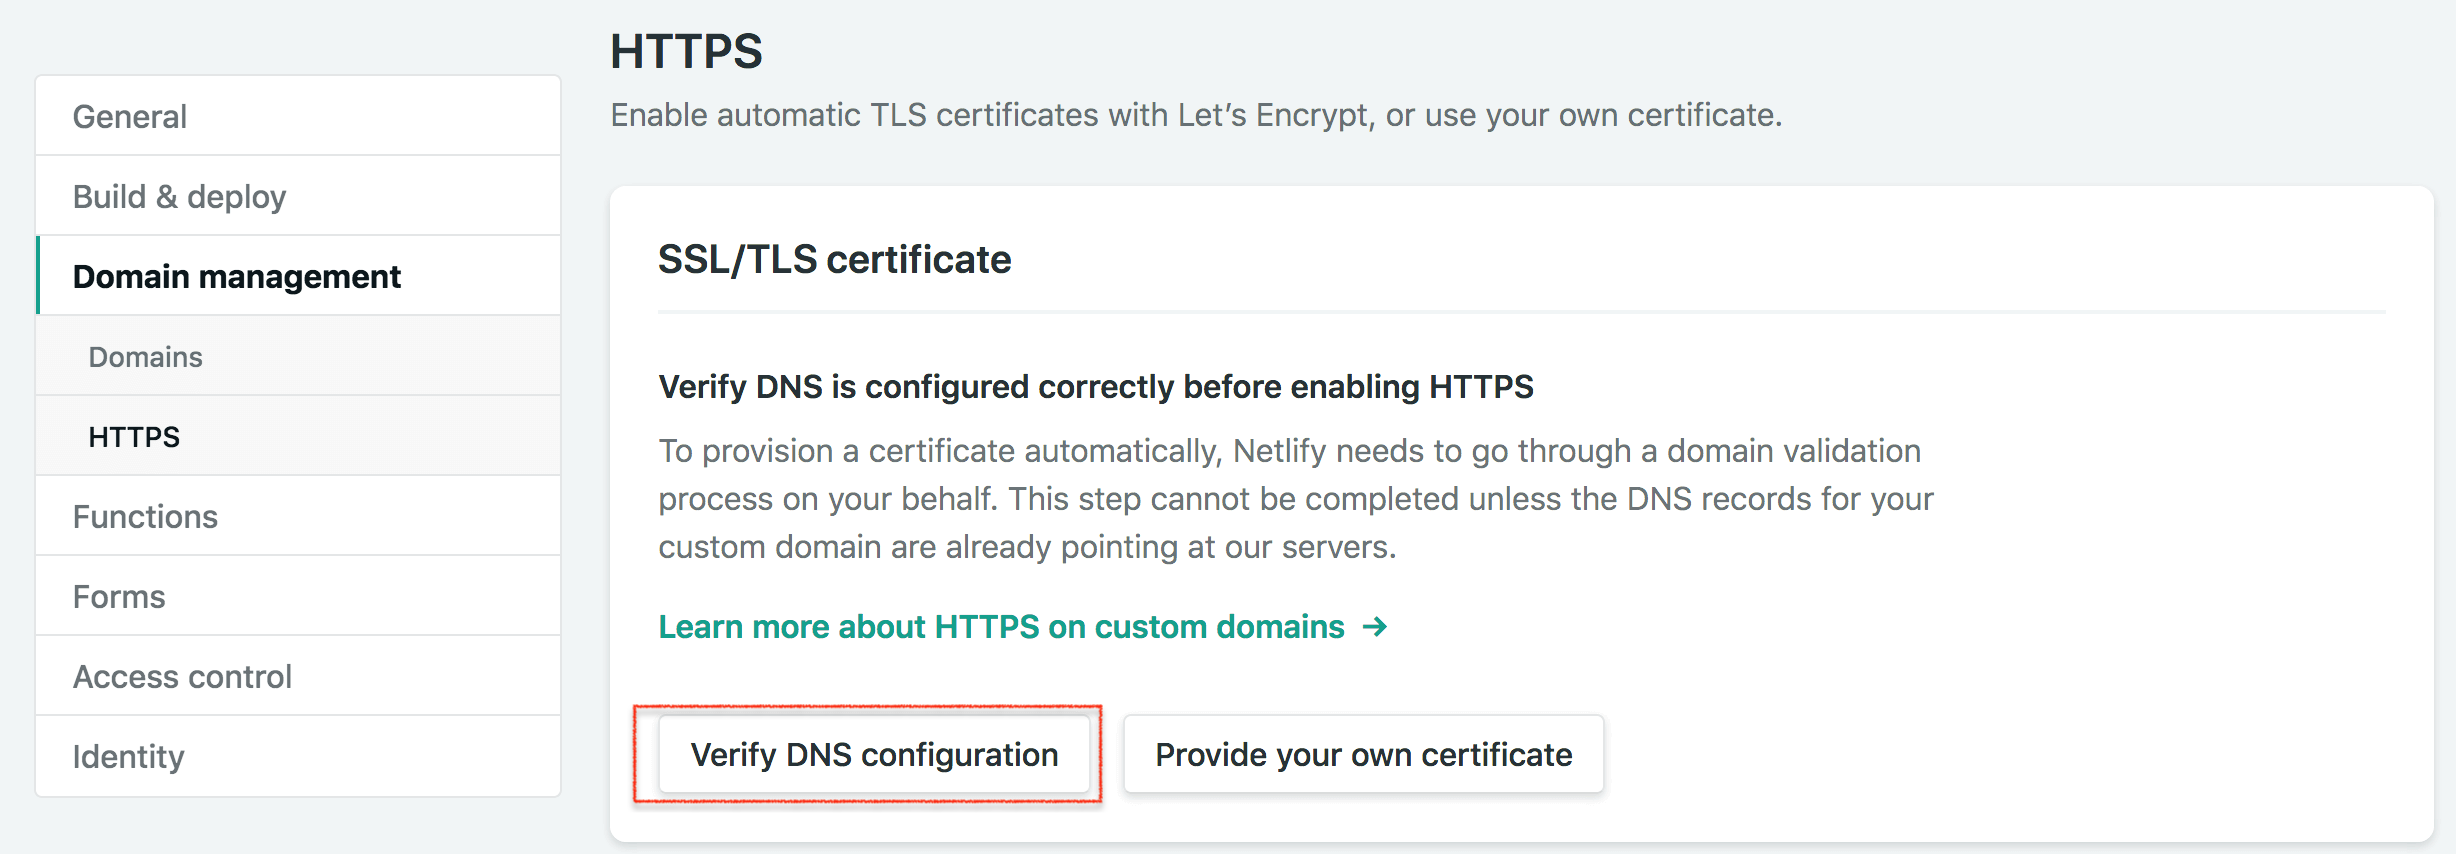 General
Build & deploy
Domain management
Domains
HTTPS
Functions
Forms
Access control
Identity
HTTPS
Enable automatic TLS certificates with Let’s Encrypt, or use your own certificate.
SSL/TLS certificate
Verify DNS is configured correctly before enabling HTTPS
To provision a certificate automatically, Netlify needs to go through a domain validation
process on your behalf. This step cannot be completed unless the DNS records for your
custom domain are already pointing at our servers.
Learn more about HTTPS on custom domains →
Verify DNS configuration
Provide your own certificate